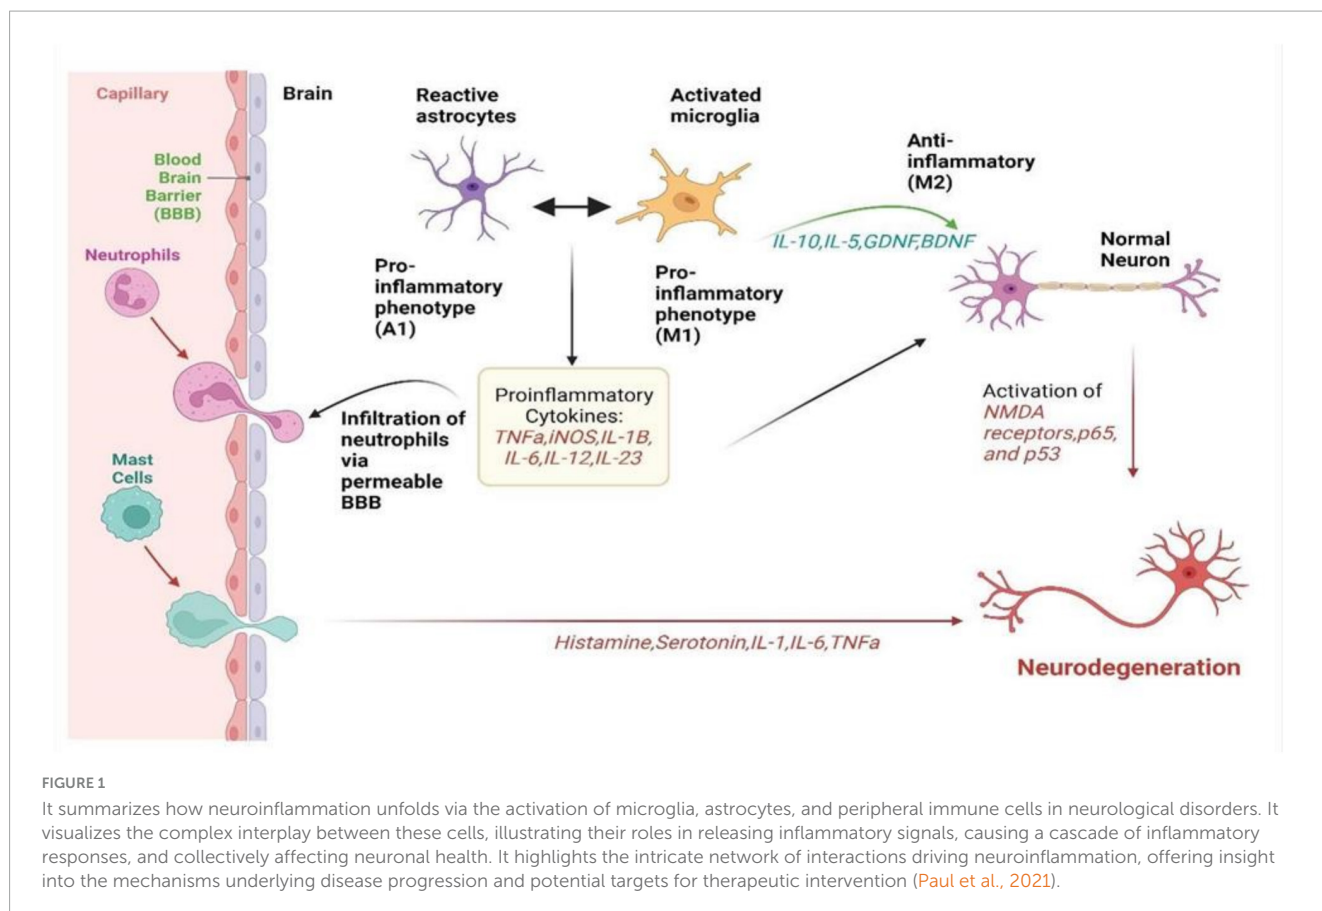 Capillary
Brain
Blood
Brain
Barrier
(BBB)
Neutrophils
Mast
Cells
Reactive
astrocytes
Activated
microglia
Anti-
inflammatory
(M2)
IL-10,IL-5,GDNF,BDNF
Normal
Neuron
Pro-
inflammatory
phenotype
(A1)
Pro-
inflammatory
phenotype
(M1)
Proinflammatory
Cytokines:
TNFa,iNOS,IL-1B,
IL-6,IL-12,IL-23
Infiltration of
neutrophils
via
permeable
BBB
Activation of
NMDA
receptors,p65,
and p53
Histamine,Serotonin,IL-1,IL-6,TNFa
Neurodegeneration
FIGURE 1
It summarizes how neuroinflammation unfolds via the activation of microglia, astrocytes, and peripheral immune cells in neurological disorders. It
visualizes the complex interplay between these cells, illustrating their roles in releasing inflammatory signals, causing a cascade of inflammatory
responses, and collectively affecting neuronal health. It highlights the intricate network of interactions driving neuroinflammation, offering insight
into the mechanisms underlying disease progression and potential targets for therapeutic intervention (Paul et al., 2021).